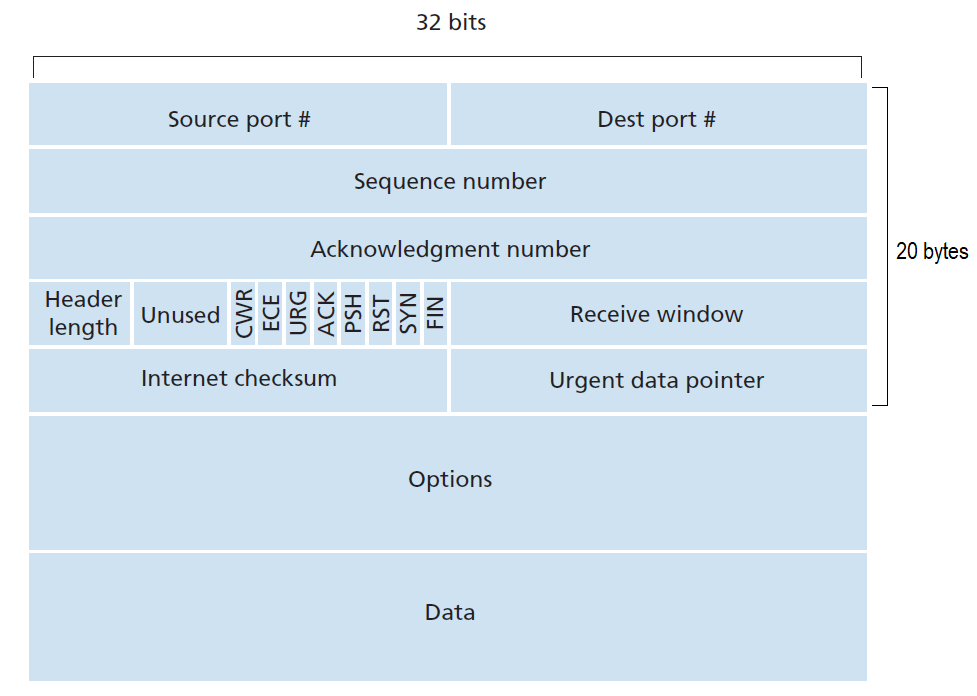 32 bits
Source port #
Dest port #
Sequence number
Acknowledgment number
20 bytes
Header
length
Unused
CWR
ECE
URG
ACK
PSH
RST
SYN
FIN
Receive window
Internet checksum
Urgent data pointer
Options
Data